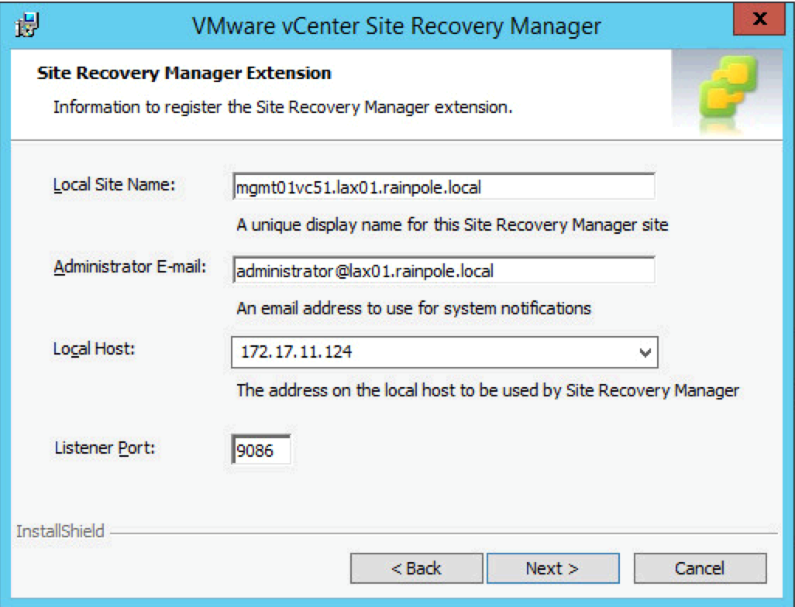 VMware vCenter Site Recovery Manager
x
Site Recovery Manager Extension
Information to register the Site Recovery Manager extension.
Local Site Name:
mgmt01vc51.lax01.rainpole.local
A unique display name for this Site Recovery Manager site
Administrator E-mail:
administrator@lax01.rainpole.local
An email address to use for system notifications
Local Host:
172.17.11.124
The address on the local host to be used by Site Recovery Manager
Listener Port:
9086
InstallShield
< Back
Next >
Cancel